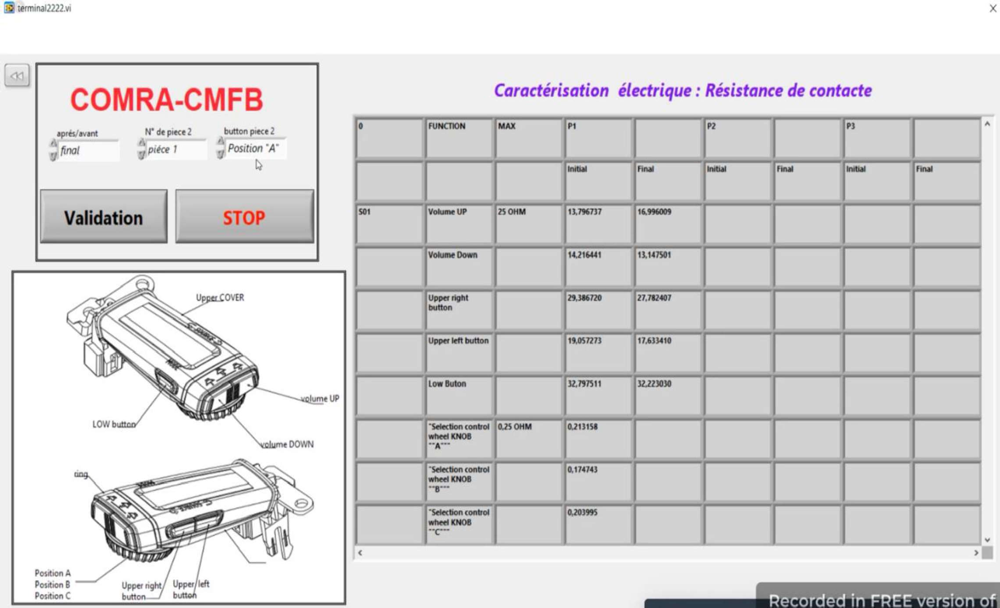 terminal2222.vi
COMRA-CMFB
aprés/avant
N° de piece 2
button piece 2
final
piéce 1
Position "A"
Validation
STOP
Upper COVER
volume UP
LOW button
volume DOWN
ring
Position A
Position B
Position C
Upper right
button
Upper left
button
Caractérisation électrique : Résistance de contacte
0 FUNCTION MAX P1 P2 P3
Initial Final Initial Final Initial Final
S01 Volume UP 25 OHM 13,796737 16,996009
Volume Down 14,216441 13,147501
Upper right 29,386720 27,782407
button
Upper left button 19,057273 17,633410
Low Buton 32,797511 32,223030
"Selection control 0,25 OHM 0,213158
wheel KNOB
""A"""
"Selection control 0,174743
wheel KNOB
""B"""
"Selection control 0,203995
wheel KNOB
""C"""
Recorded in FREE version of